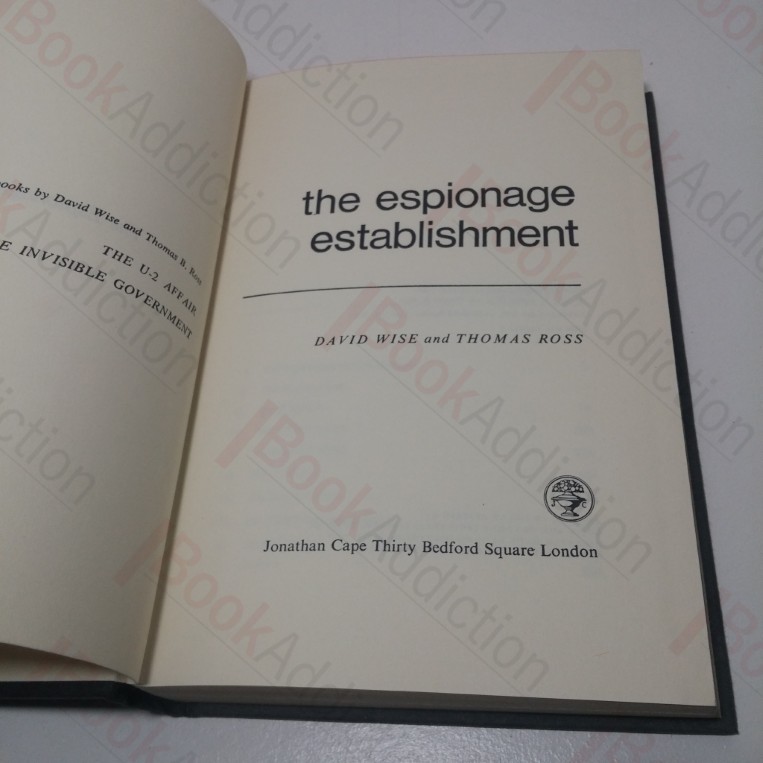 ooks by David Wise and Thomas B. Ross
THE U-2 AFFAIR
E INVISIBLE GOVERNMENT
the espionage
establishment
DAVID WISE and THOMAS ROSS
J C
Jonathan Cape Thirty Bedford Square London
BookAddiction